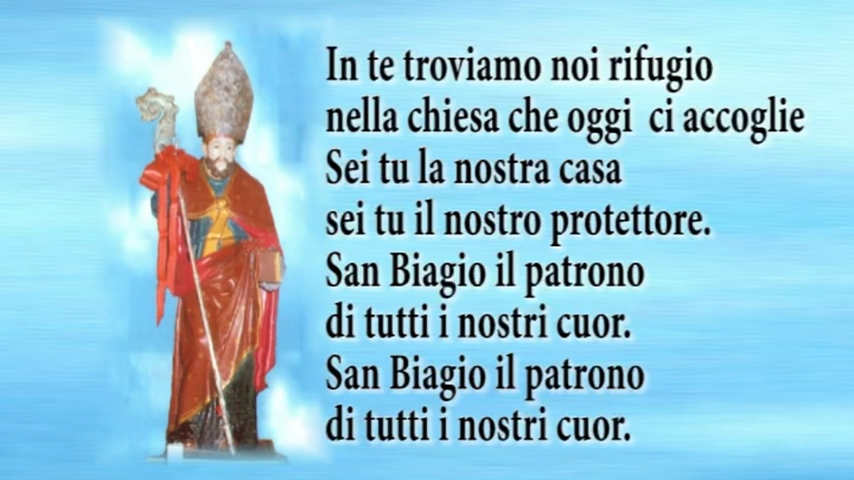 In te troviamo noi rifugio
nella chiesa che oggi ci accoglie
Sei tu la nostra casa
sei tu il nostro protettore.
San Biagio il patrono
di tutti i nostri cuor.
San Biagio il patrono
di tutti i nostri cuor.